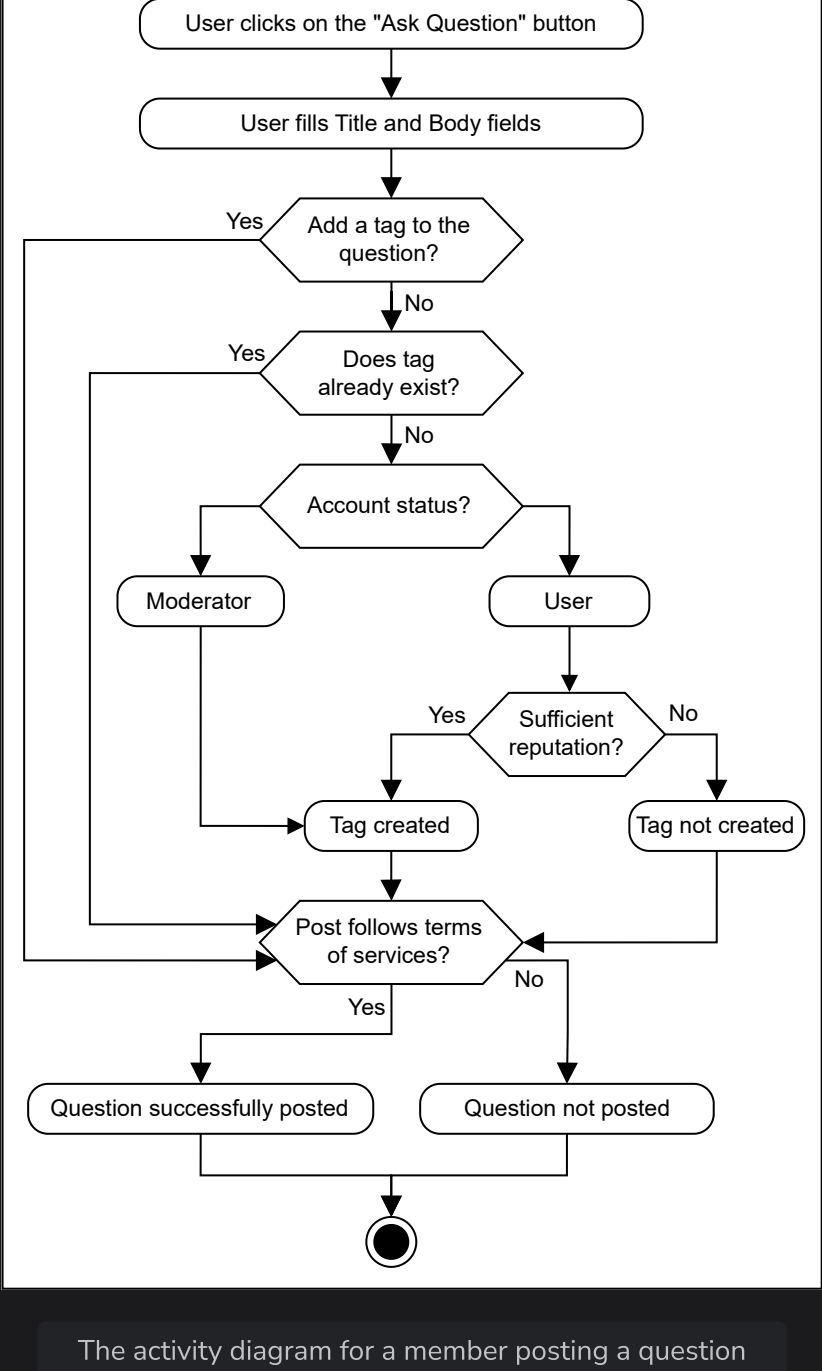 User clicks on the "Ask Question" button
User fills Title and Body fields
Yes
Add a tag to the
question?
No
Yes
Does tag
already exist?
No
Account status?
Moderator
User
Yes
Sufficient
reputation?
No
Tag created
Tag not created
Post follows terms
of services?
No
Yes
Question successfully posted
Question not posted
The activity diagram for a member posting a question